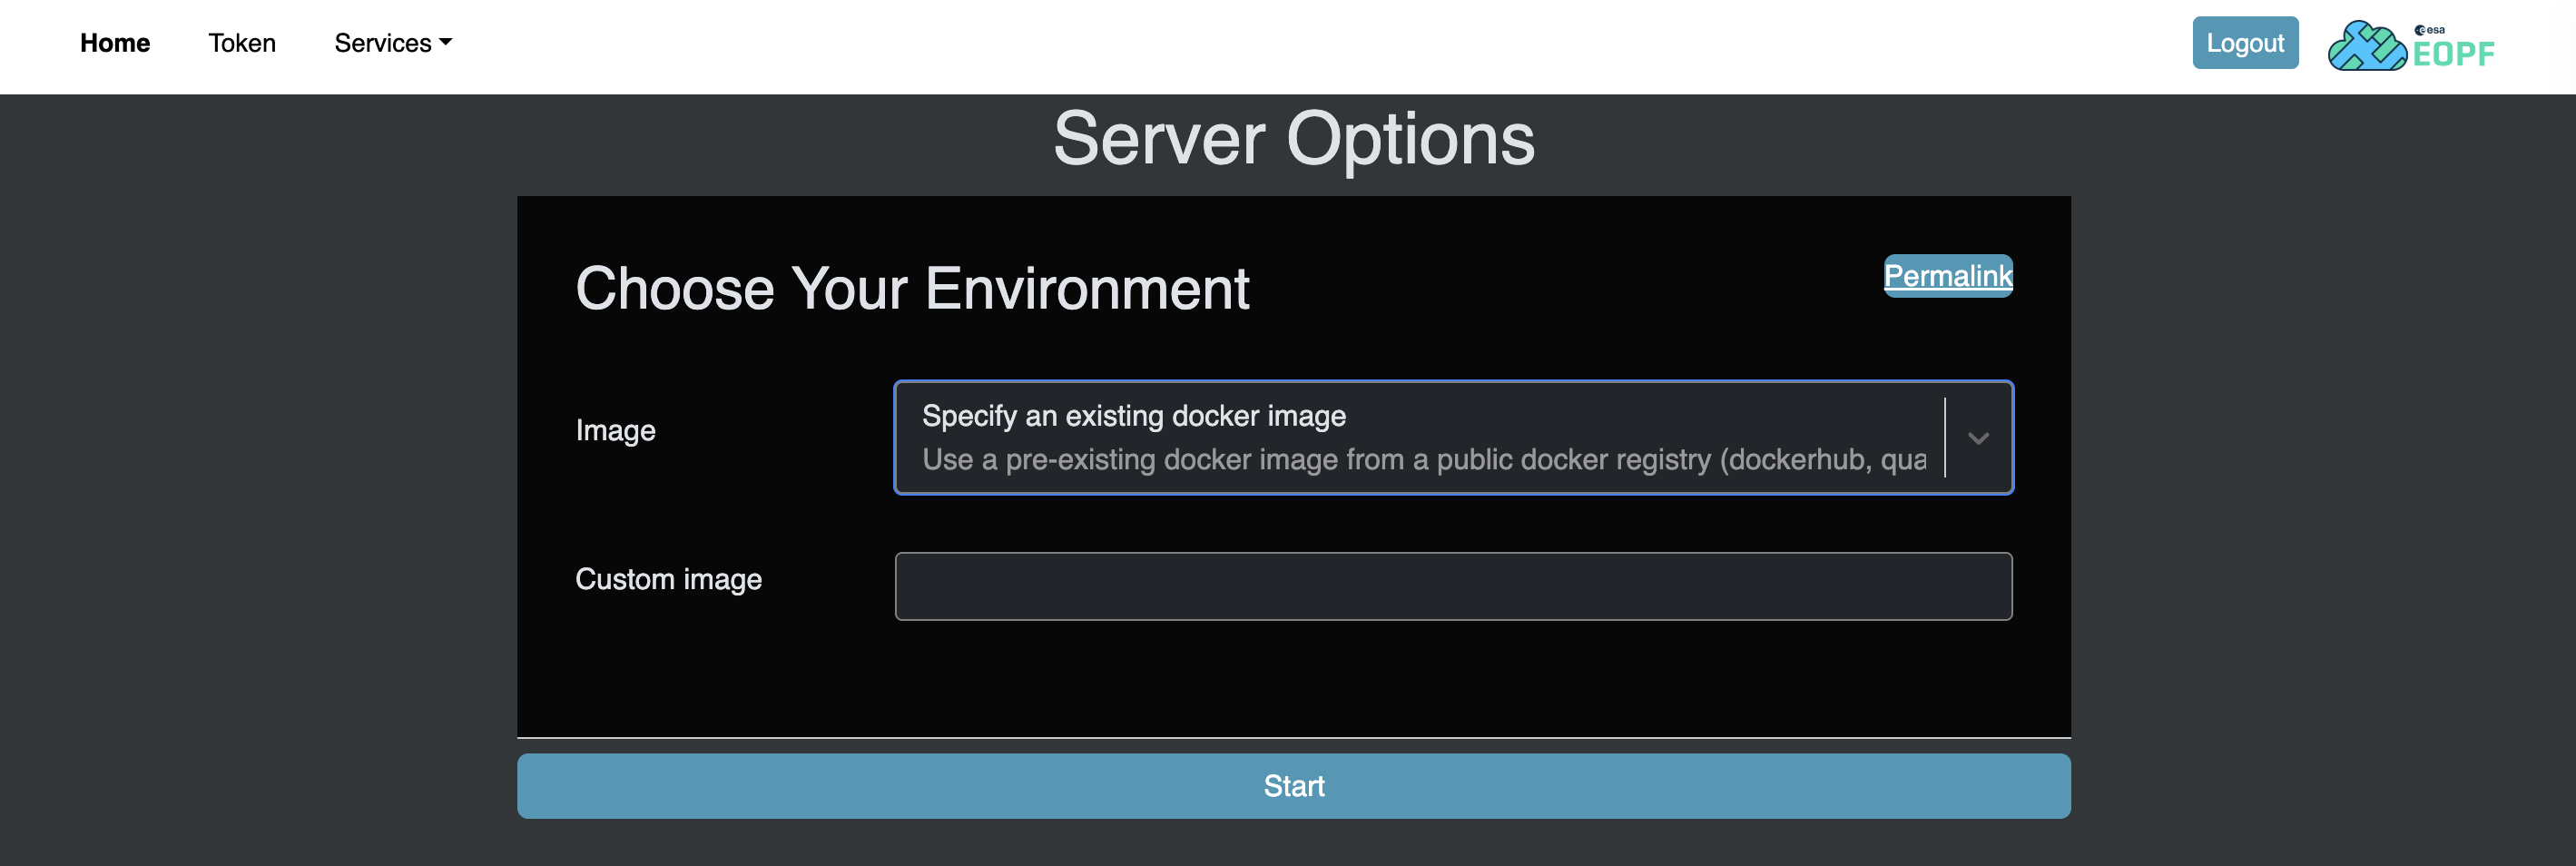 Home Token Services Logout esa
EOPF
Server Options
Choose Your Environment Permalink
Image Specify an existing docker image
Use a pre-existing docker image from a public docker registry (dockerhub, qua
Custom image
Start